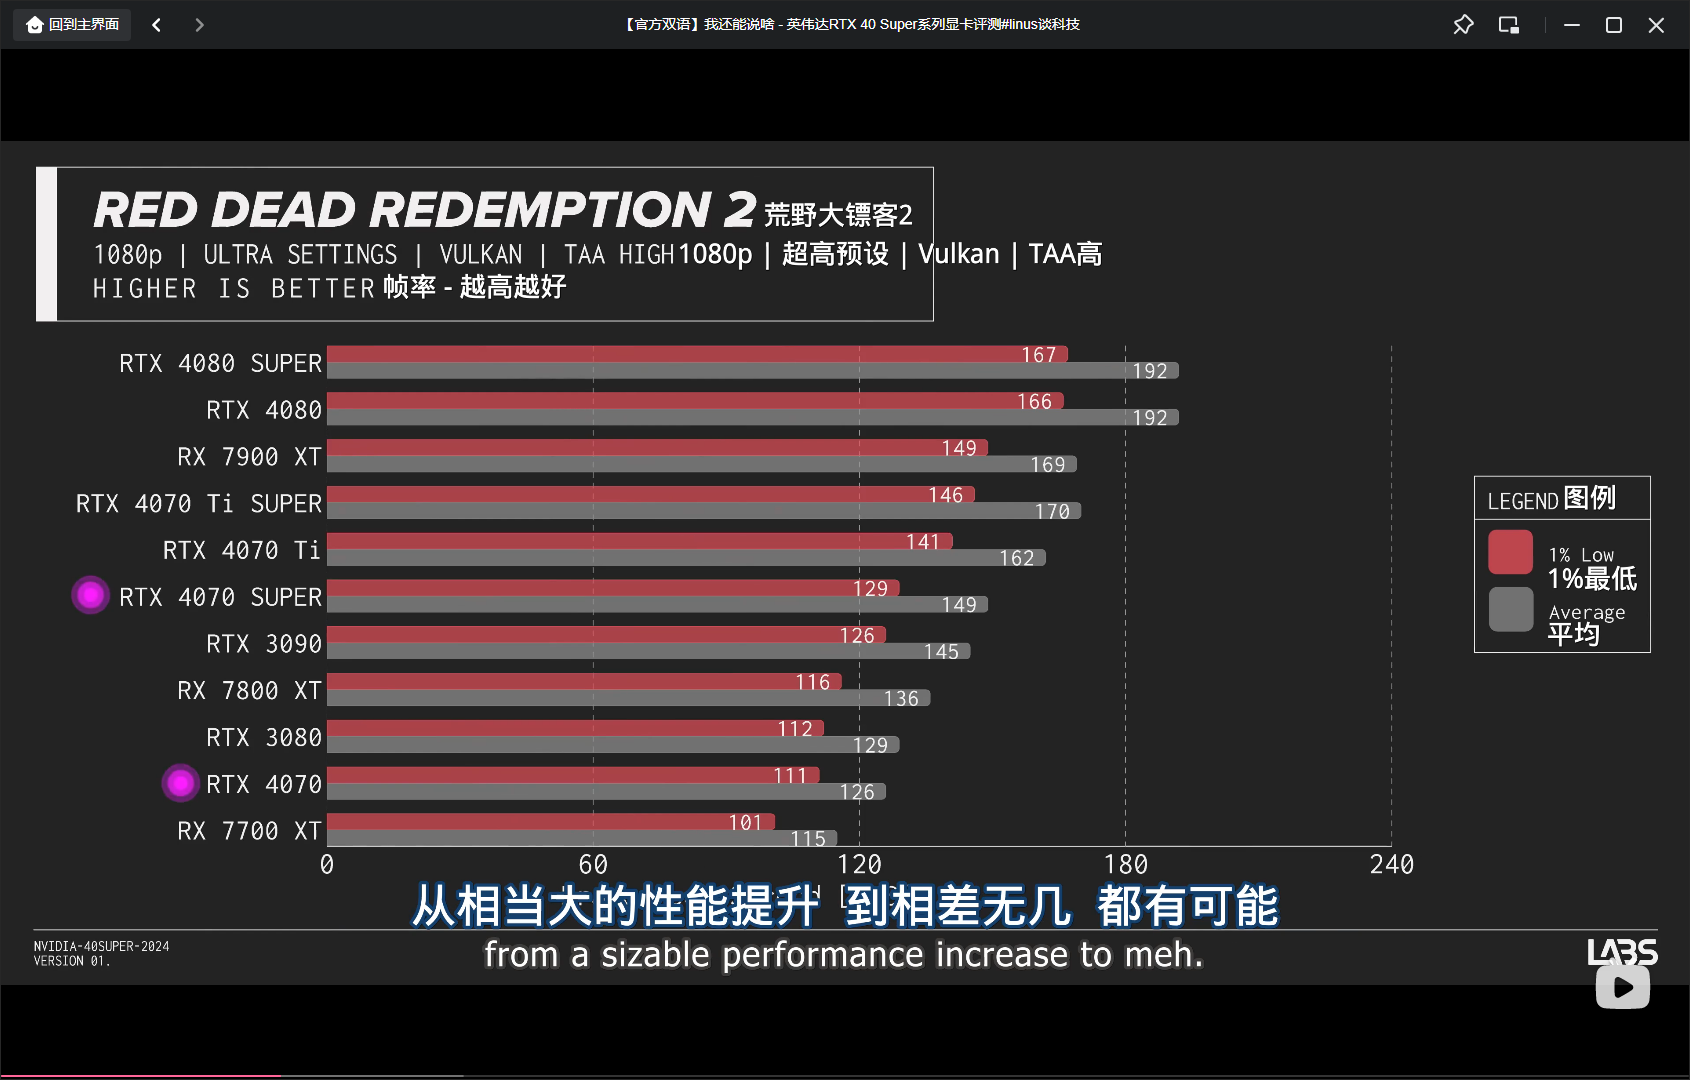 回到主界面
【官方双语】我还能说啥 - 英伟达RTX 40 Super系列显卡评测#linus谈科技
RED DEAD REDEMPTION 2 荒野大镖客2
1080p | ULTRA SETTINGS | VULKAN | TAA HIGH 1080p | 超高预设 | Vulkan | TAA高
HIGHER IS BETTER 帧率 - 越高越好
RTX 4080 SUPER 167 192
RTX 4080 166 192
RX 7900 XT 149 169
RTX 4070 Ti SUPER 146 170
RTX 4070 Ti 141 162
RTX 4070 SUPER 129 149
RTX 3090 126 145
RX 7800 XT 116 136
RTX 3080 112 129
RTX 4070 111 126
RX 7700 XT 101 115
0 60 120 180 240
LEGEND 图例
1% Low
1%最低
Average
平均
从相当大的性能提升 到相差无几 都有可能
from a sizable performance increase to meh.
NVIDIA-40SUPER-2024
VERSION 01.
LABS